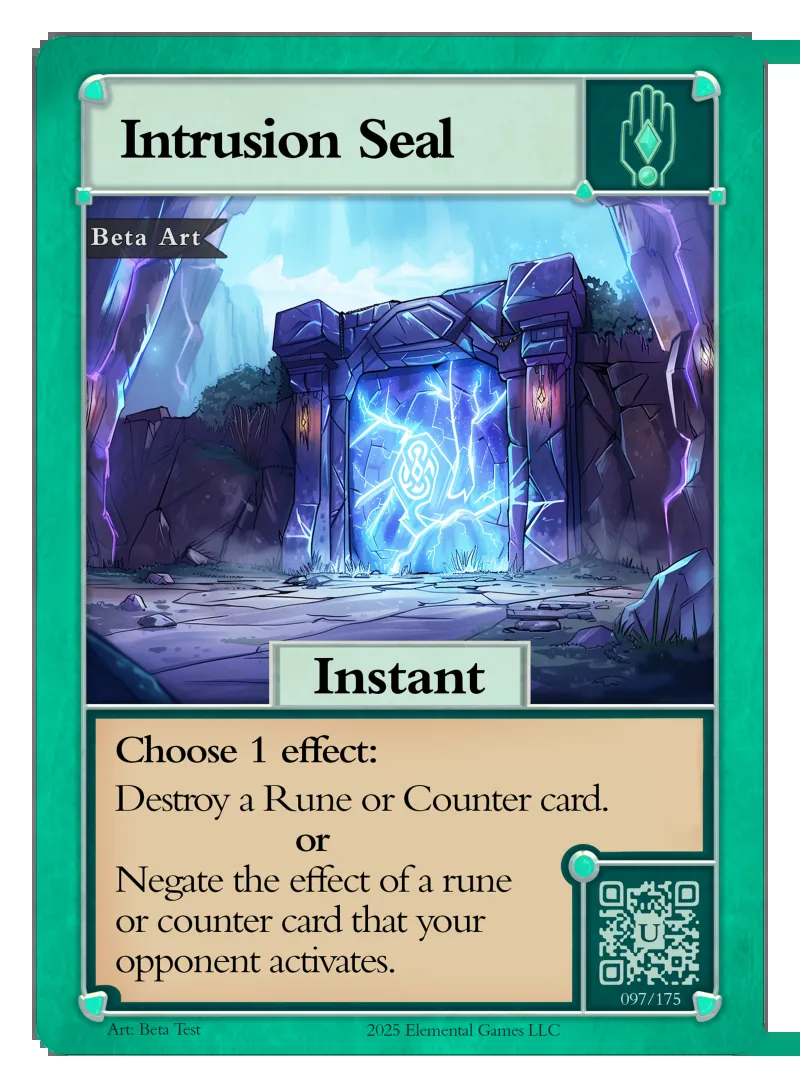 Intrusion Seal
Beta Art
Instant
Choose 1 effect:
Destroy a Rune or Counter card.
or
Negate the effect of a rune
or counter card that your
opponent activates.
U
097/175
Art: Beta Test
2025 Elemental Games LLC